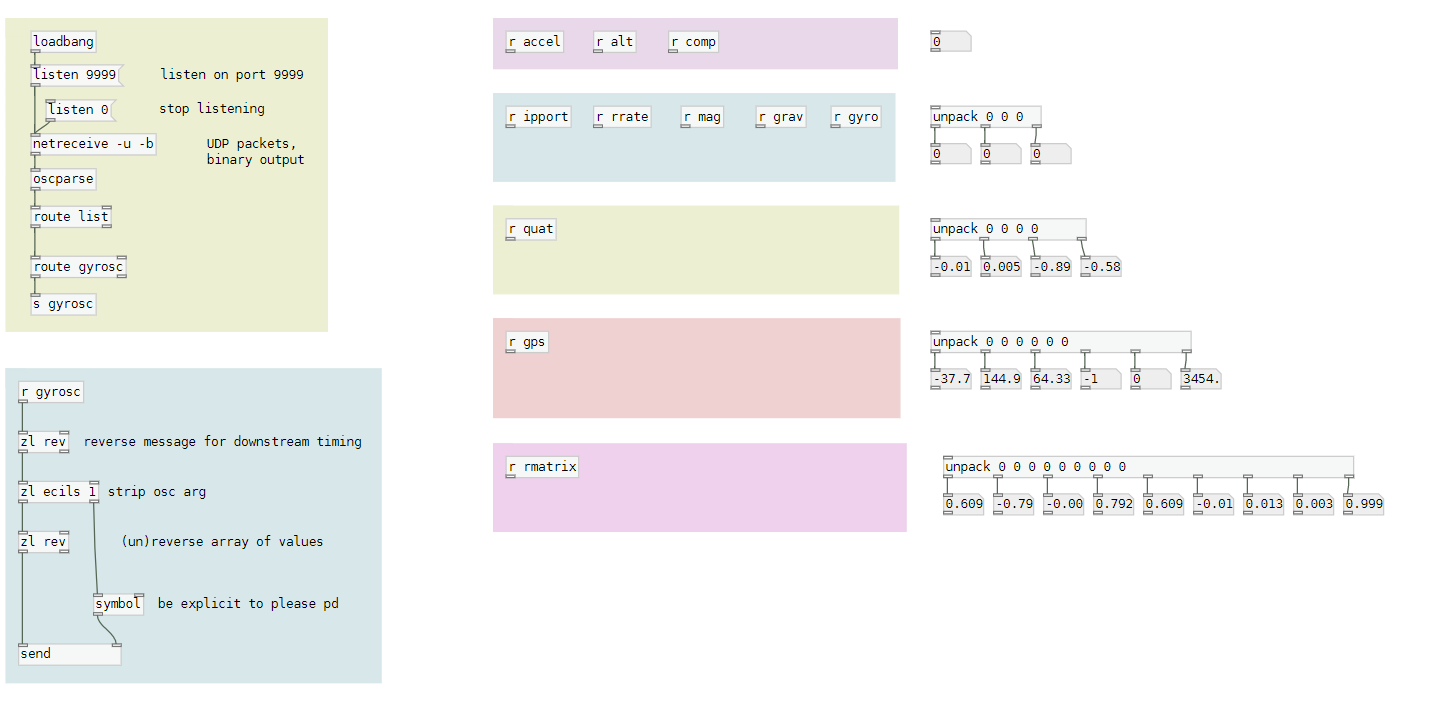 loadbang
listen 9999 listen on port 9999
listen 0 stop listening
netreceive -u -b UDP packets,
binary output
oscparse
route list
route gyrosc
s gyrosc
r gyrosc
zl rev reverse message for downstream timing
zl ecils 1 strip osc arg
zl rev (un)reverse array of values
symbol be explicit to please pd
send
r accel r alt r comp
0
r ipport r rrate r mag r grav r gyro
unpack 0 0 0
0 0 0
r quat
unpack 0 0 0 0
-0.01 0.005 -0.89 -0.58
r gps
unpack 0 0 0 0 0 0
-37.7 144.9 64.33 -1 0 3454.
r rmatrix
unpack 0 0 0 0 0 0 0 0 0
0.609 -0.79 -0.00 0.792 0.609 -0.01 0.013 0.003 0.999